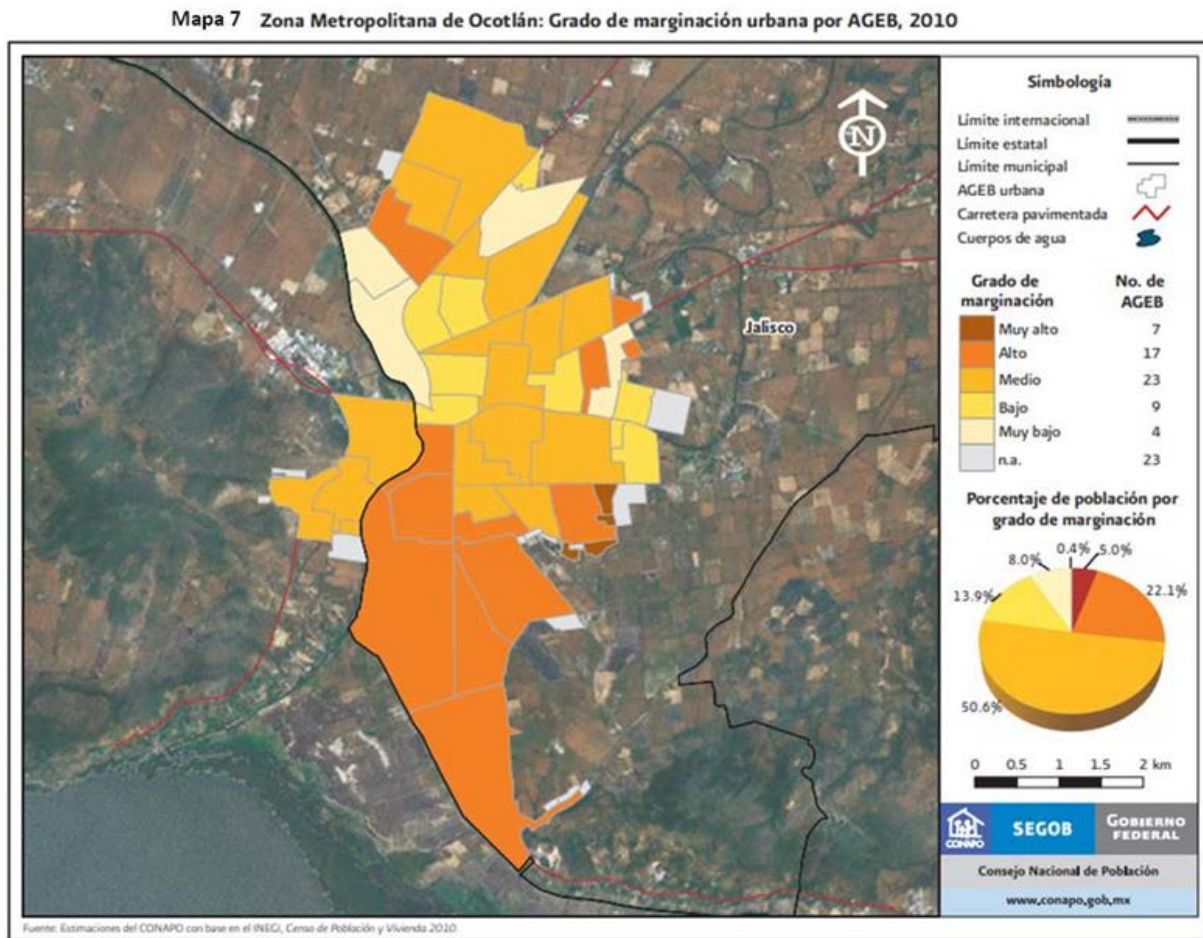 Mapa 7 Zona Metropolitana de Ocotlán: Grado de marginación urbana por AGEB, 2010
N
Jalisco
Simbología
Límite internacional
Límite estatal
Límite municipal
AGEB urbana
Carretera pavimentada
Cuerpos de agua
Grado de marginación No. de AGEB
Muy alto 7
Alto 17
Medio 23
Bajo 9
Muy bajo 4
n.a. 23
Porcentaje de población por
grado de marginación
0.4%
5.0%
8.0%
22.1%
13.9%
50.6%
0 0.5 1 1.5 2 km
CONAPO
SEGOB
GOBIERNO
FEDERAL
Consejo Nacional de Población
www.conapo.gob.mx
Fuente: Estimaciones del CONAPO con base en el INEGI, Censo de Población y Vivienda 2010.